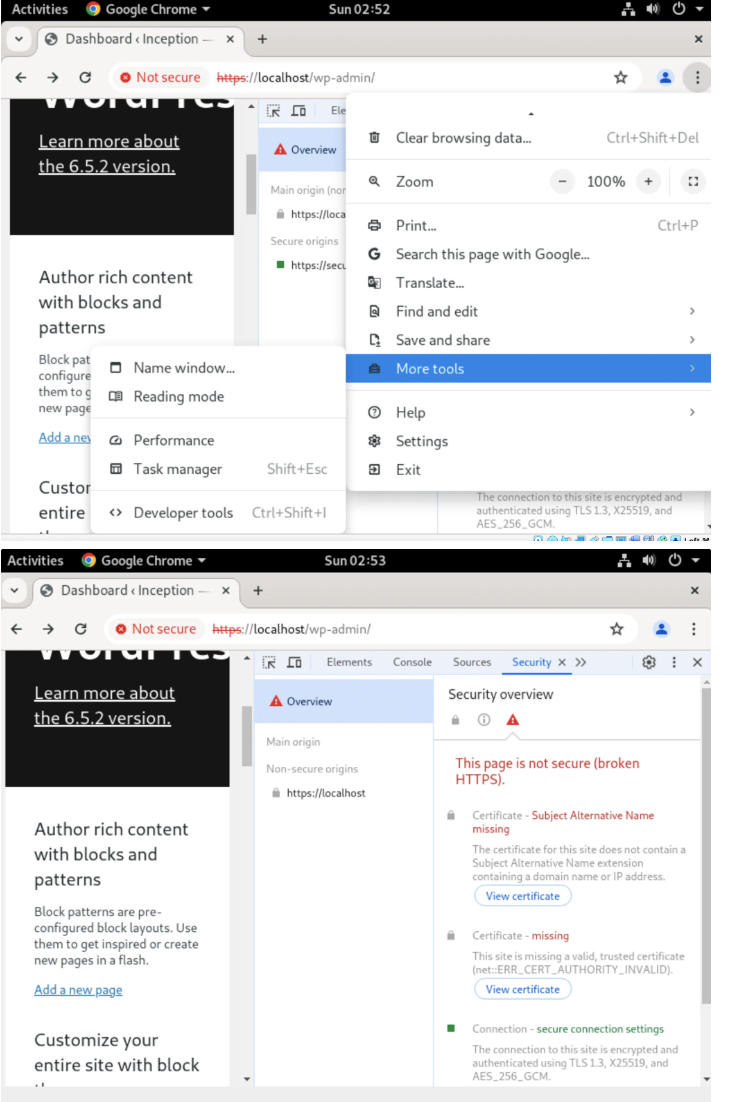 Activities Google Chrome Sun 02:52
Dashboard ‹ Inception —
Not secure https://localhost/wp-admin/
Learn more about
the 6.5.2 version.
Author rich content
with blocks and
patterns
Block pat
configure
them to g
new page
Add a new
Custor
entire
Ele
Overview
Main origin (nor
https://loca
Secure origins
https://secu
Clear browsing data... Ctrl+Shift+Del
Zoom − 100% +
Print... Ctrl+P
Search this page with Google...
Translate...
Find and edit
Save and share
More tools
Help
Settings
Exit
Name window...
Reading mode
Performance
Task manager Shift+Esc
Developer tools Ctrl+Shift+I
The connection to this site is encrypted and
authenticated using TLS 1.3, X25519, and
AES_256_GCM.
Activities Google Chrome Sun 02:53
Dashboard ‹ Inception —
Not secure https://localhost/wp-admin/
Learn more about
the 6.5.2 version.
Author rich content
with blocks and
patterns
Block patterns are pre-
configured block layouts. Use
them to get inspired or create
new pages in a flash.
Add a new page
Customize your
entire site with block
Elements Console Sources Security
Overview
Main origin
Non-secure origins
https://localhost
Security overview
This page is not secure (broken
HTTPS).
Certificate - Subject Alternative Name
missing
The certificate for this site does not contain a
Subject Alternative Name extension
containing a domain name or IP address.
View certificate
Certificate - missing
This site is missing a valid, trusted certificate
(net::ERR_CERT_AUTHORITY_INVALID).
View certificate
Connection - secure connection settings
The connection to this site is encrypted and
authenticated using TLS 1.3, X25519, and
AES_256_GCM.